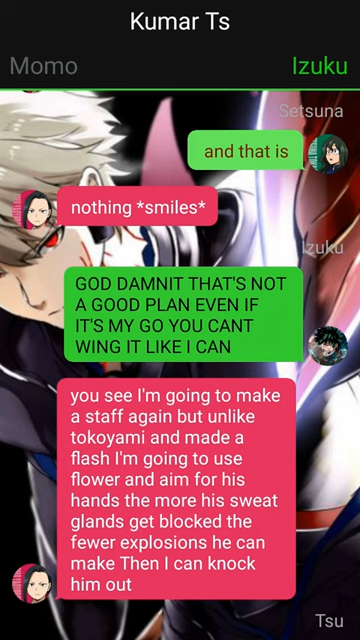 Kumar Ts
Momo
Izuku
Setsuna
and that is
nothing *smiles*
Izuku
GOD DAMNIT THAT'S NOT
A GOOD PLAN EVEN IF
IT'S MY GO YOU CANT
WING IT LIKE I CAN
you see I'm going to make
a staff again but unlike
tokoyami and made a
flash I'm going to use
flower and aim for his
hands the more his sweat
glands get blocked the
fewer explosions he can
make Then I can knock
him out
Tsu